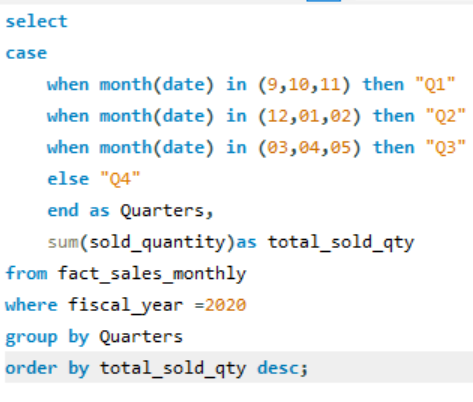 select
case
when month(date) in (9,10,11) then "Q1"
when month(date) in (12,01,02) then "Q2"
when month(date) in (03,04,05) then "Q3"
else "Q4"
end as Quarters,
sum(sold_quantity)as total_sold_qty
from fact_sales_monthly
where fiscal_year =2020
group by Quarters
order by total_sold_qty desc;